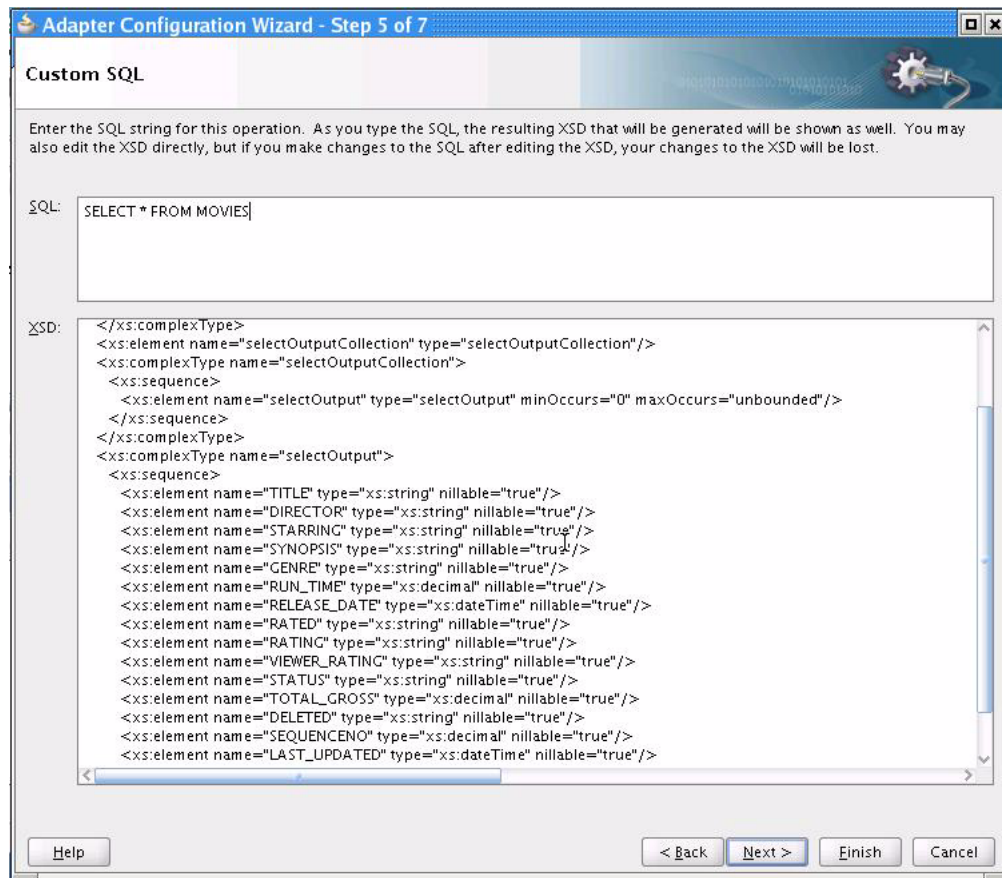 Adapter Configuration Wizard - Step 5 of 7
Custom SQL
Enter the SQL string for this operation. As you type the SQL, the resulting XSD that will be generated will be shown as well. You may
also edit the XSD directly, but if you make changes to the SQL after editing the XSD, your changes to the XSD will be lost.
SQL:
SELECT * FROM MOVIES
XSD:
</xs:complexType>
<xs:element name="selectOutputCollection" type="selectOutputCollection"/>
<xs:complexType name="selectOutputCollection">
<xs:sequence>
<xs:element name="selectOutput" type="selectOutput" minOccurs="0" maxOccurs="unbounded"/>
</xs:sequence>
</xs:complexType>
<xs:complexType name="selectOutput">
<xs:sequence>
<xs:element name="TITLE" type="xs:string" nillable="true"/>
<xs:element name="DIRECTOR" type="xs:string" nillable="true"/>
<xs:element name="STARRING" type="xs:string" nillable="true"/>
<xs:element name="SYNOPSIS" type="xs:string" nillable="true"/>
<xs:element name="GENRE" type="xs:string" nillable="true"/>
<xs:element name="RUN_TIME" type="xs:decimal" nillable="true"/>
<xs:element name="RELEASE_DATE" type="xs:dateTime" nillable="true"/>
<xs:element name="RATED" type="xs:string" nillable="true"/>
<xs:element name="RATING" type="xs:string" nillable="true"/>
<xs:element name="VIEWER_RATING" type="xs:string" nillable="true"/>
<xs:element name="STATUS" type="xs:string" nillable="true"/>
<xs:element name="TOTAL_GROSS" type="xs:decimal" nillable="true"/>
<xs:element name="DELETED" type="xs:string" nillable="true"/>
<xs:element name="SEQUENCENO" type="xs:decimal" nillable="true"/>
<xs:element name="LAST_UPDATED" type="xs:dateTime" nillable="true"/>
Help
< Back
Next >
Finish
Cancel